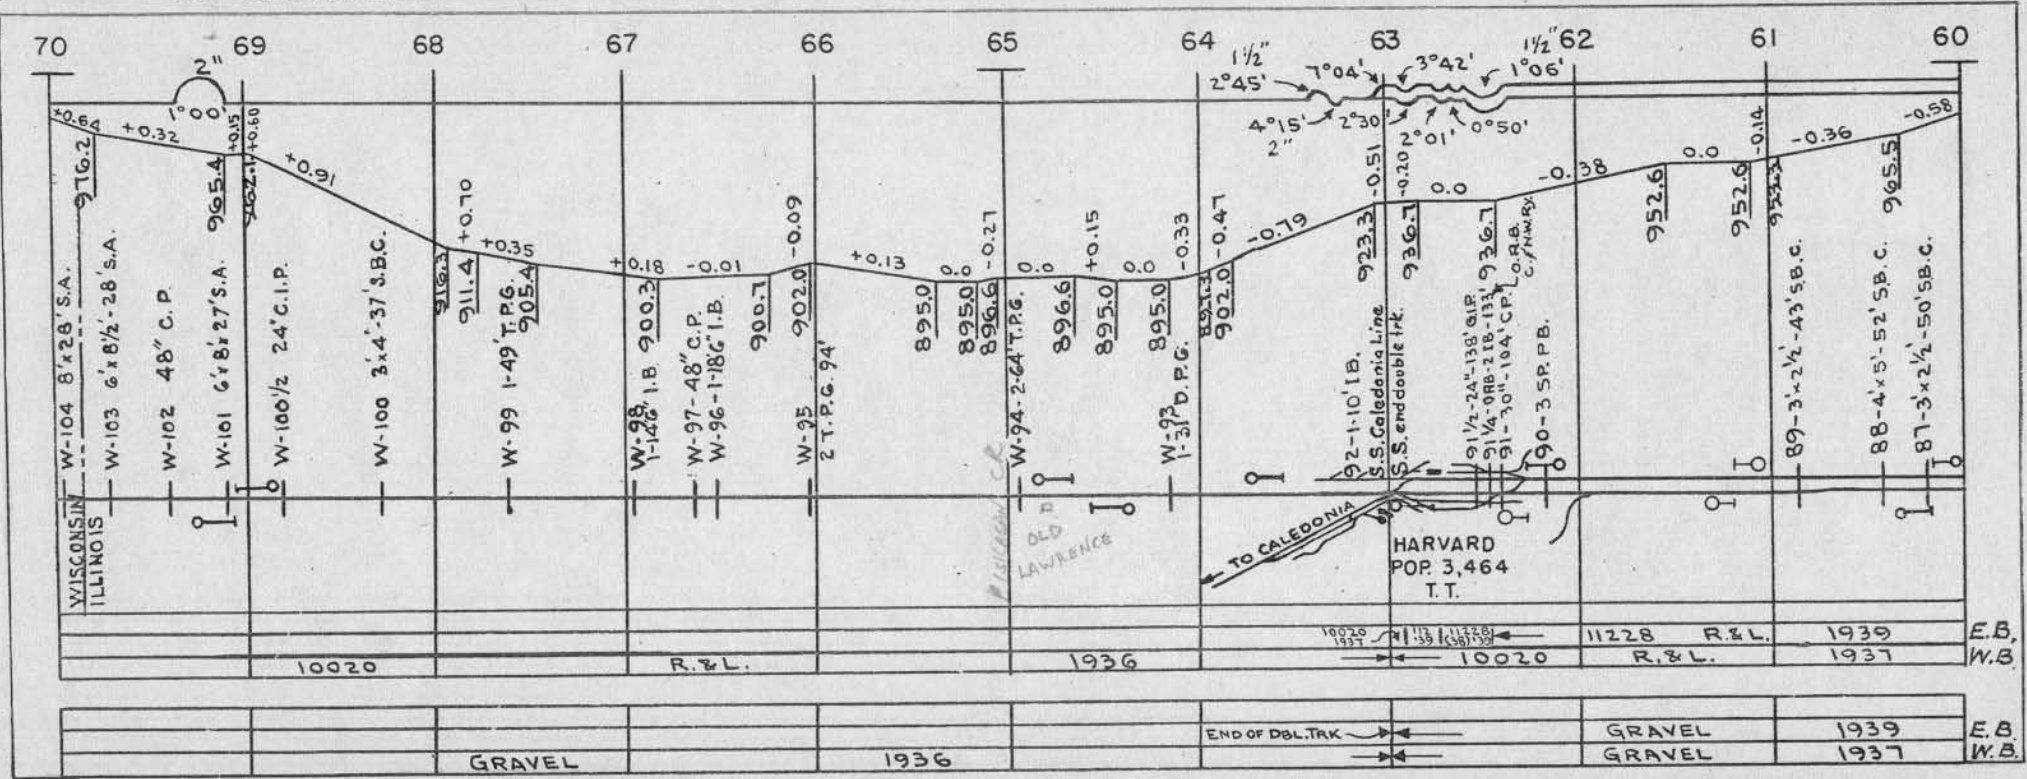 70 69 68 67 66 65 64 63 62 61 60
2" 1½" 7°04' 3°42' 1½" 1°06'
2°45'
1°00' 4°15' 2°30' 2°01' 0°50'
2"
+0.64 +0.32 +0.15 +0.60 +0.91 +0.70 +0.35 +0.18 -0.01 -0.09 +0.13 0.0 -0.27 0.0 +0.15 0.0 -0.33 -0.47 -0.79 -0.51 -0.20 0.0 -0.38 0.0 -0.14 -0.36 -0.58
976.2 965.4 911.4 905.4 900.3 900.7 902.0 895.0 895.0 896.6 896.6 895.0 895.0 902.0 923.3 936.7 936.7 952.6 952.6 965.5
W-104 8'x28' S.A.
W-103 6'x8½'-28' S.A.
W-102 48" C.P.
W-101 6'x8'x27' S.A.
W-100½ 24" C.I.P.
W-100 3'x4'-37' S.B.C.
W-99 1-49' T.P.G.
W-98
1-14'6" I.B.
W-97-48" C.P.
W-96-1-18'6" I.B.
W-95
2 T.P.G. 94'
W-94-2-64' T.P.G.
W-93
1-31' D.P.G.
92-1-10' I.B.
S.S. Caledonia Line
S.S. end double trk.
91½-24"-138' G.I.P.
91-30"-104' C.P.
O.R.B.
C.&N.W.RY.
90-3 SP. P.B.
89-3'x2½'-43' S.B.C.
88-4'x5'-52' S.B.C.
87-3'x2½'-50' S.B.C.
WISCONSIN
ILLINOIS
OLD
LAWRENCE
TO CALEDONIA
HARVARD
POP. 3,464
T.T.
10020 1937 11228 R.&L. 1939 E.B.
10020 R.&L. 1936 10020 R.&L. 1937 W.B.
END OF DBL.TRK GRAVEL 1939 E.B.
GRAVEL 1936 GRAVEL 1937 W.B.